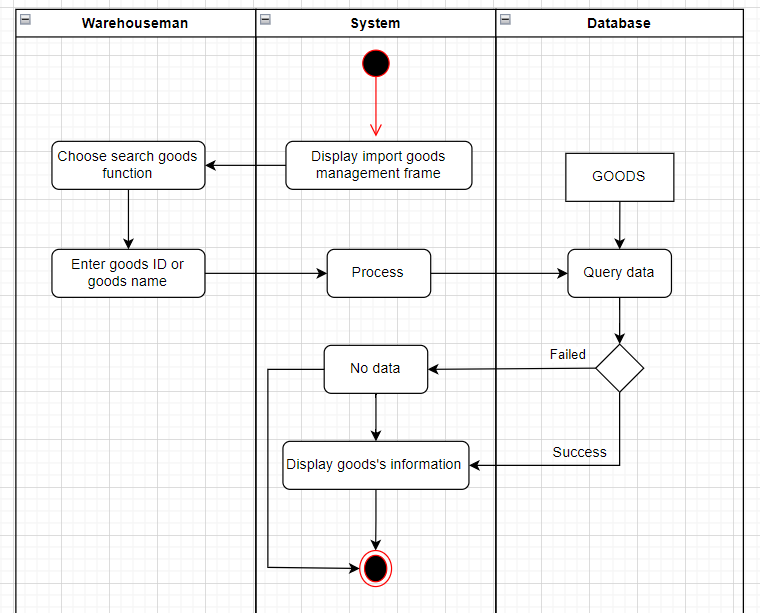 Warehouseman
System
Database
Choose search goods
function
Display import goods
management frame
GOODS
Enter goods ID or
goods name
Process
Query data
No data
Failed
Display goods's information
Success